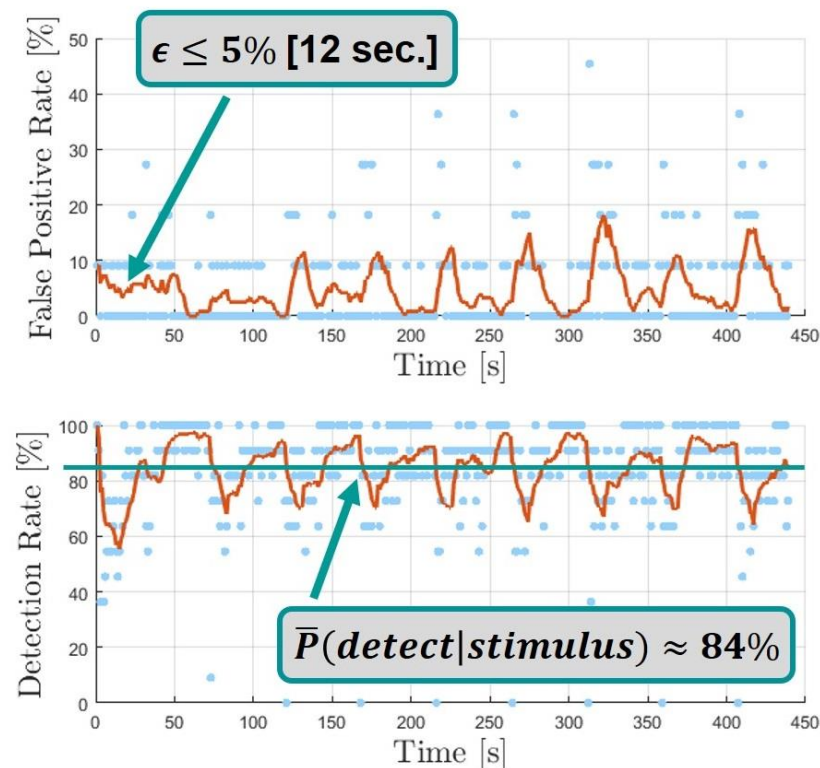 ϵ ≤ 5% [12 sec.]
False Positive Rate [%]
50
40
30
20
10
0
0 50 100 150 200 250 300 350 400 450
Time [s]
Detection Rate [%]
100
80
60
40
20
0
P̅(detect|stimulus) ≈ 84%
0 50 100 150 200 250 300 350 400 450
Time [s]